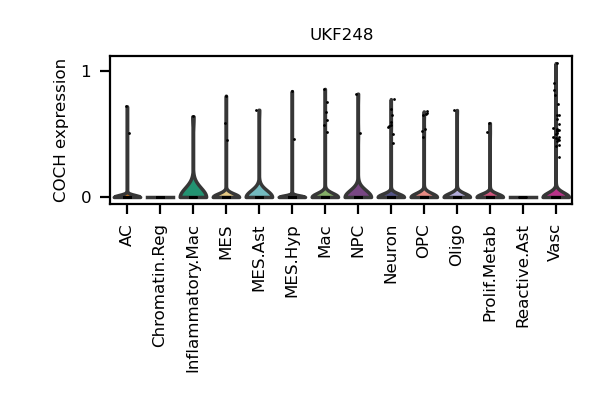 UKF248
COCH expression
1
0
AC
Chromatin.Reg
Inflammatory.Mac
MES
MES.Ast
MES.Hyp
Mac
NPC
Neuron
OPC
Oligo
Prolif.Metab
Reactive.Ast
Vasc